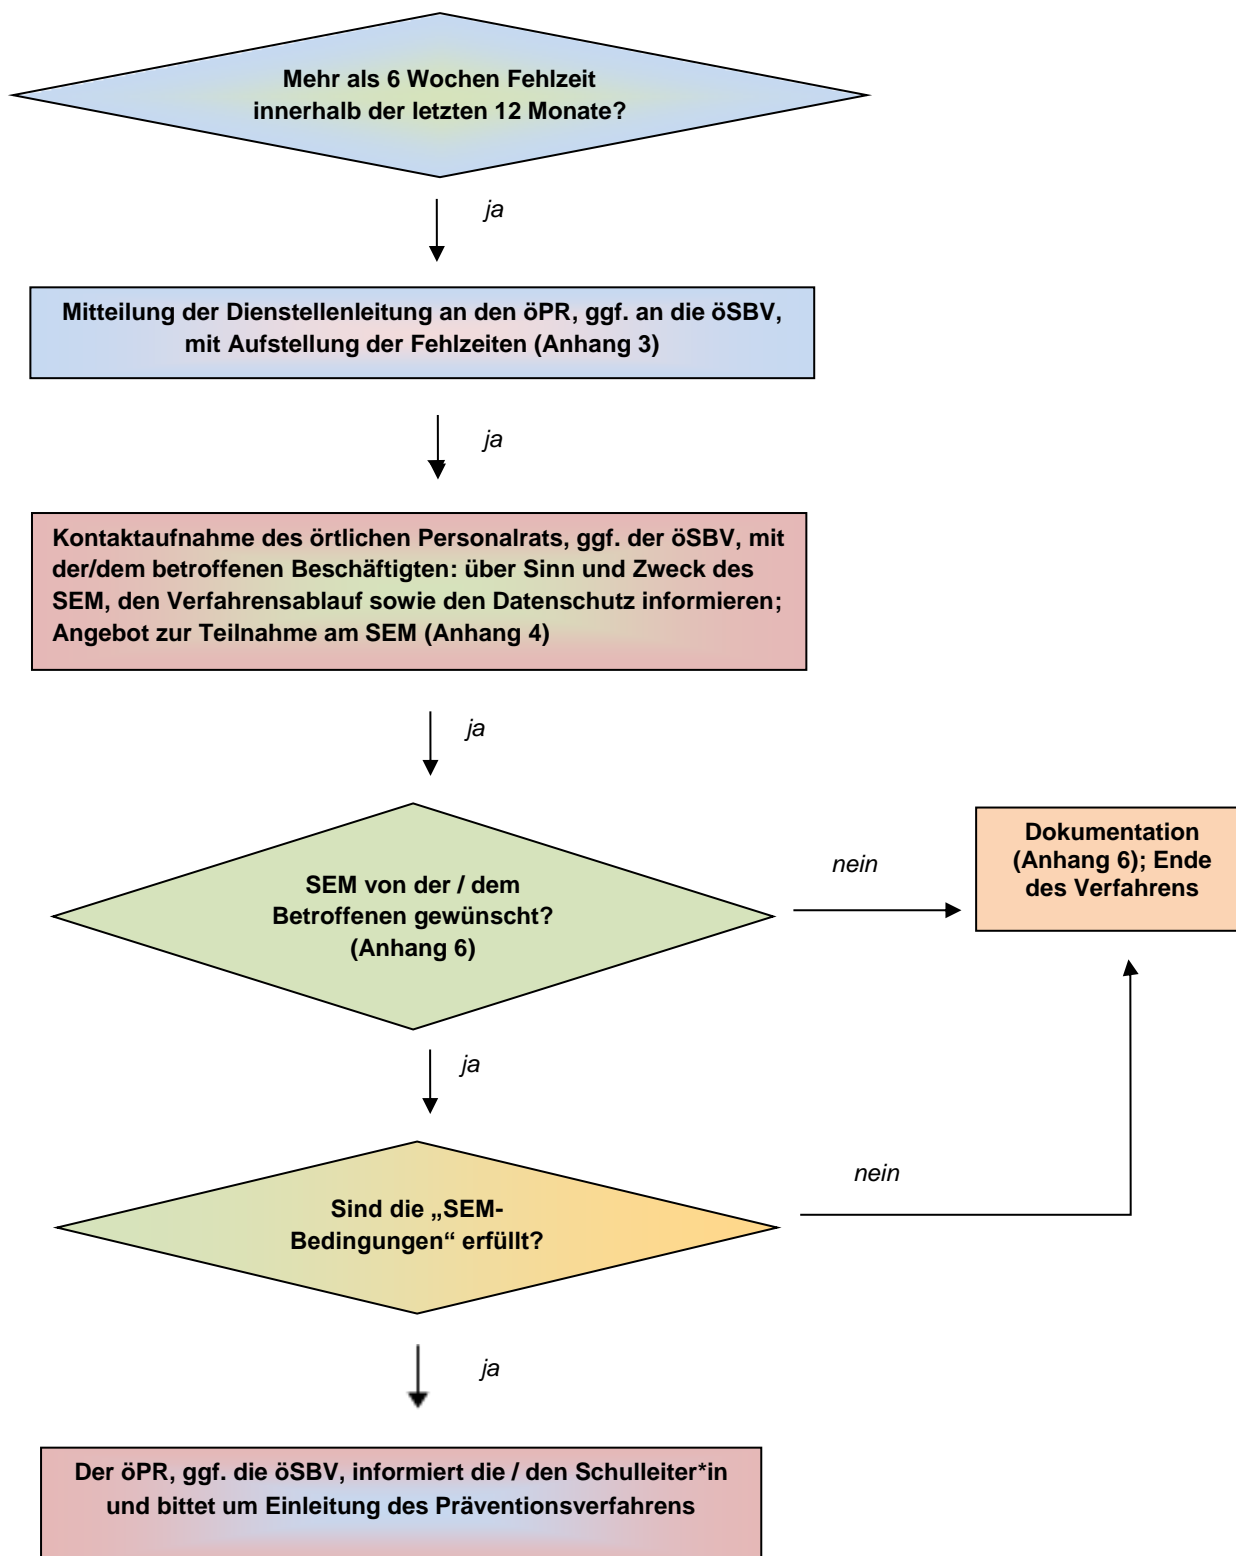 Mehr als 6 Wochen Fehlzeit
innerhalb der letzten 12 Monate?
ja
Mitteilung der Dienstellenleitung an den öPR, ggf. an die öSBV,
mit Aufstellung der Fehlzeiten (Anhang 3)
ja
Kontaktaufnahme des örtlichen Personalrats, ggf. der öSBV, mit
der/dem betroffenen Beschäftigten: über Sinn und Zweck des
SEM, den Verfahrensablauf sowie den Datenschutz informieren;
Angebot zur Teilnahme am SEM (Anhang 4)
ja
SEM von der / dem
Betroffenen gewünscht?
(Anhang 6)
nein
Dokumentation
(Anhang 6); Ende
des Verfahrens
ja
Sind die „SEM-
Bedingungen“ erfüllt?
nein
ja
Der öPR, ggf. die öSBV, informiert die / den Schulleiter*in
und bittet um Einleitung des Präventionsverfahrens